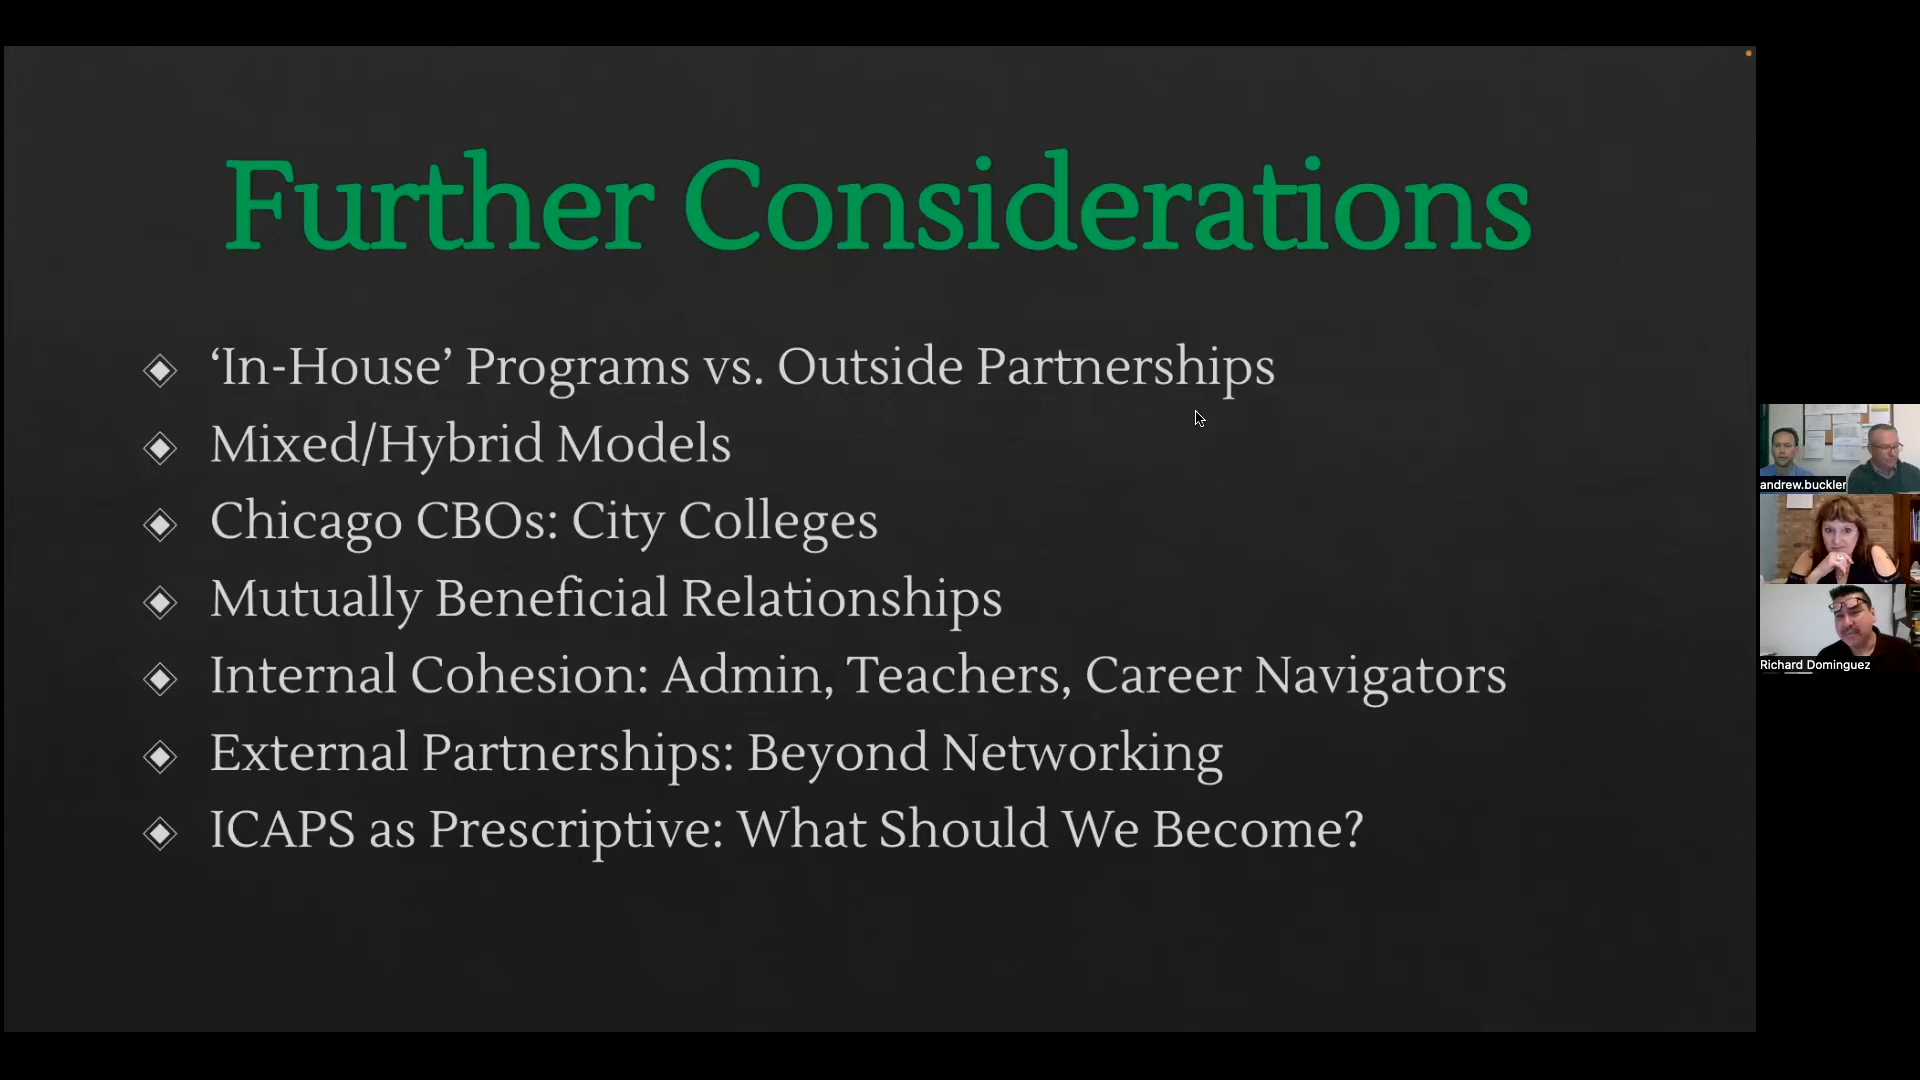 Further Considerations
‘In-House’ Programs vs. Outside Partnerships
Mixed/Hybrid Models
Chicago CBOs: City Colleges
Mutually Beneficial Relationships
Internal Cohesion: Admin, Teachers, Career Navigators
External Partnerships: Beyond Networking
ICAPS as Prescriptive: What Should We Become?
andrew.buckler
Richard Dominguez